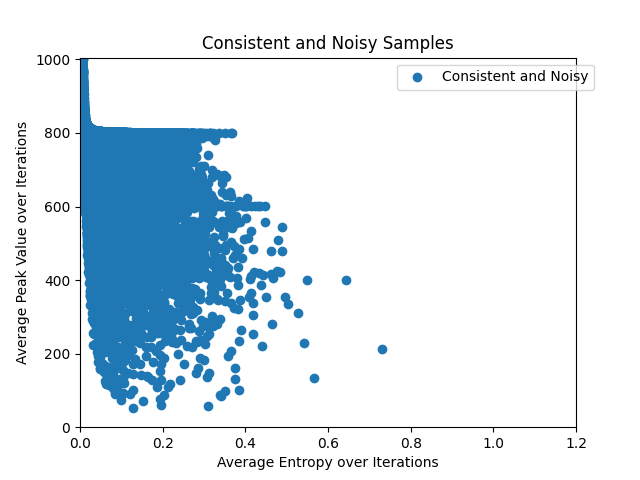 Consistent and Noisy Samples
Consistent and Noisy
Average Peak Value over Iterations
1000
800
600
400
200
0
0.0 0.2 0.4 0.6 0.8 1.0 1.2
Average Entropy over Iterations